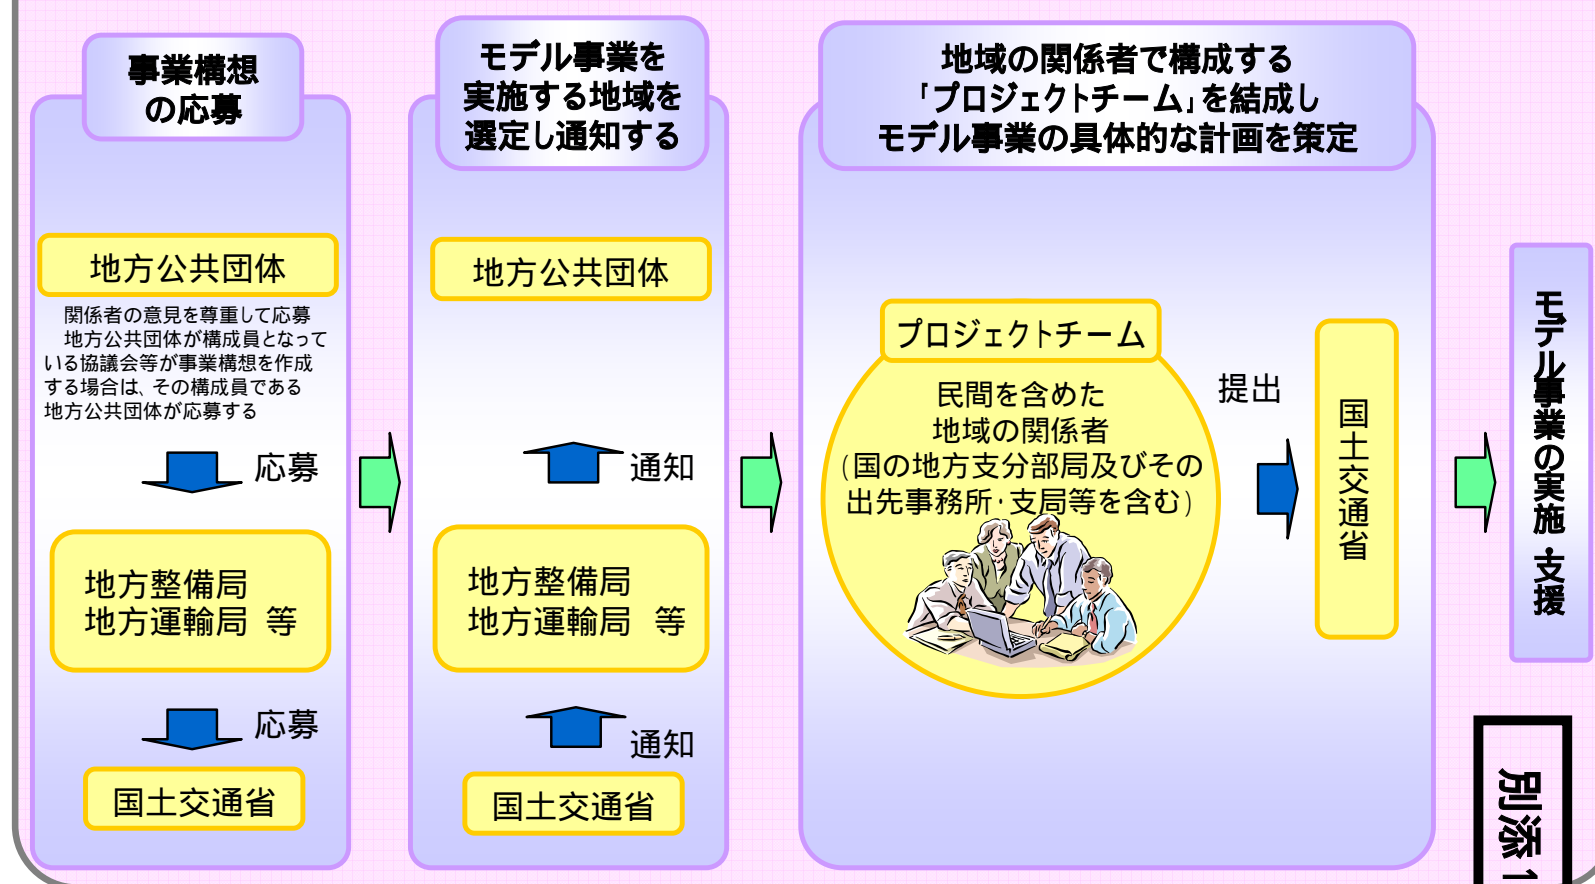 事業構想
の応募
地方公共団体
関係者の意見を尊重して応募
地方公共団体が構成員となって
いる協議会等が事業構想を作成
する場合は、その構成員である
地方公共団体が応募する
応募
地方整備局
地方運輸局 等
応募
国土交通省
モデル事業を
実施する地域を
選定し通知する
地方公共団体
通知
地方整備局
地方運輸局 等
通知
国土交通省
地域の関係者で構成する
「プロジェクトチーム」を結成し
モデル事業の具体的な計画を策定
プロジェクトチーム
民間を含めた
地域の関係者
(国の地方支分部局及びその
出先事務所・支局等を含む)
提出
国土交通省
モデル事業の実施・支援
別添1